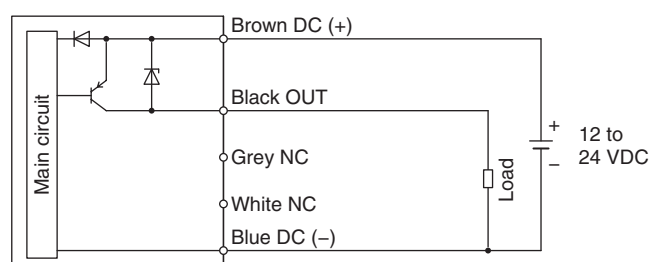 Brown DC (+)
Main circuit
Black OUT
Grey NC
White NC
Blue DC (−)
Load
+
−
12 to
24 VDC